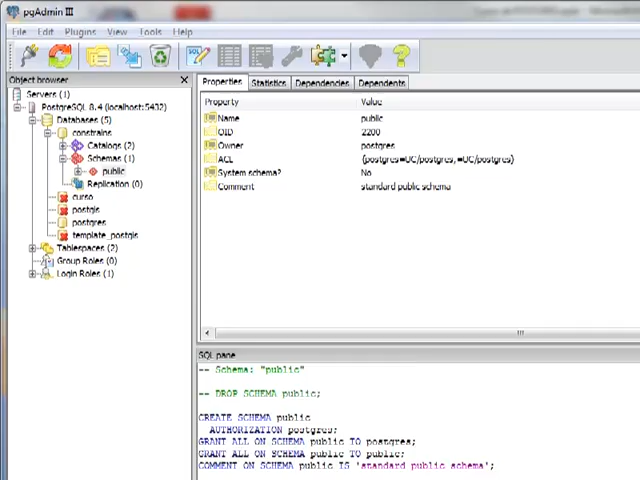 pgAdmin III
File Edit Plugins View Tools Help
Object browser
Properties Statistics Dependencies Dependents
Servers (1)
PostgreSQL 8.4 (localhost:5432)
Databases (5)
constrains
Catalogs (2)
Schemas (1)
public
Replication (0)
curso
postgis
postgres
template_postgis
Tablespaces (2)
Group Roles (0)
Login Roles (1)
Property Value
Name public
OID 2200
Owner postgres
ACL {postgres=UC/postgres, =UC/postgres}
System schema? No
Comment standard public schema
SQL pane
-- Schema: "public"
-- DROP SCHEMA public;
CREATE SCHEMA public
AUTHORIZATION postgres;
GRANT ALL ON SCHEMA public TO postgres;
GRANT ALL ON SCHEMA public TO public;
COMMENT ON SCHEMA public IS 'standard public schema';